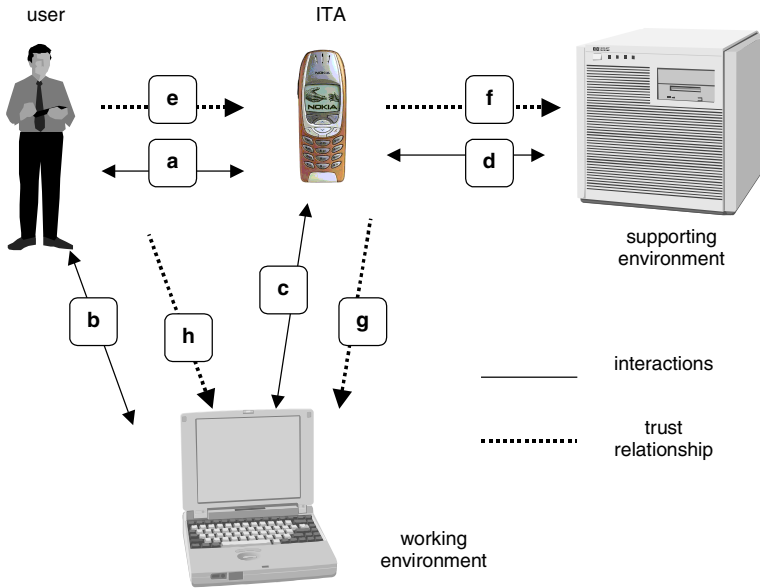 user
ITA
e
f
NOKIA
a
d
supporting
environment
c
b
g
h
interactions
trust
relationship
working
environment